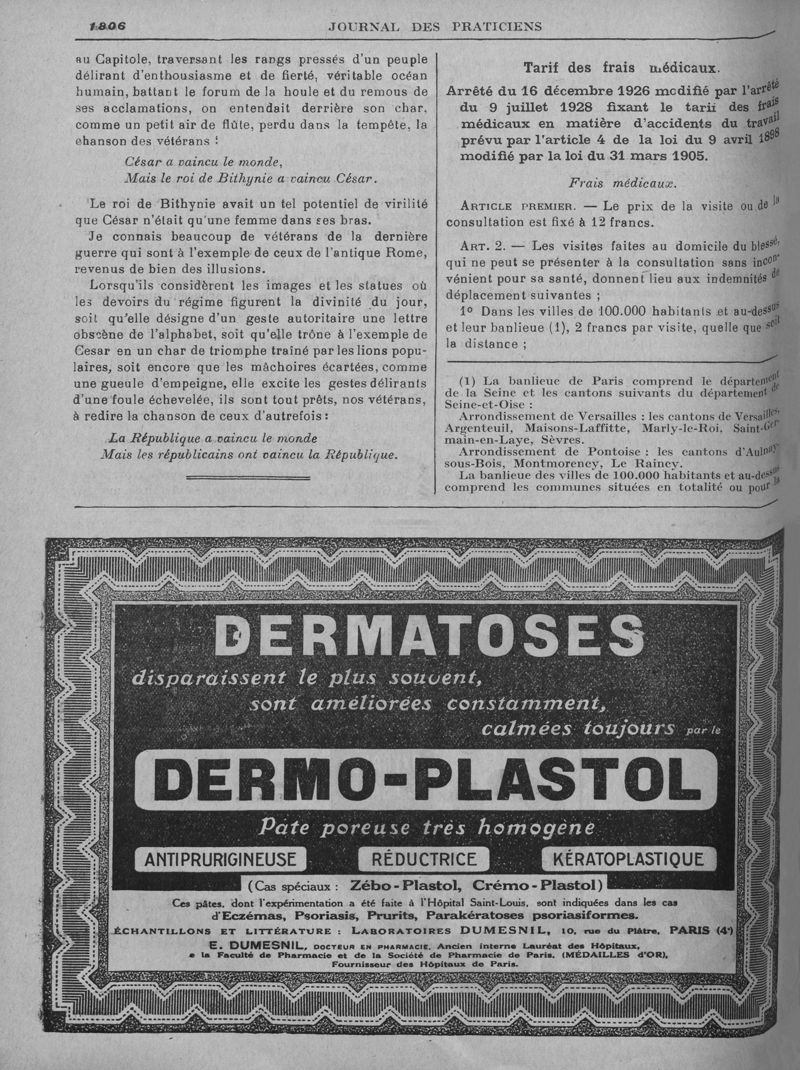 1806
JOURNAL DES PRATICIENS
au Capitole, traversant les rangs pressés d'un peuple
délirant d'enthousiasme et de fierté, véritable océan
humain, battant le forum de la houle et du remous de
ses acclamations, on entendait derrière son char,
comme un petit air de flûte, perdu dans la tempête, la
chanson des vétérans :
César a vaincu le monde,
Mais le roi de Bithynie a vaincu César.
Le roi de Bithynie avait un tel potentiel de virilité
que César n'était qu'une femme dans ses bras.
Je connais beaucoup de vétérans de la dernière
guerre qui sont à l'exemple de ceux de l'antique Rome,
revenus de bien des illusions.
Lorsqu'ils considèrent les images et les statues où
les devoirs du régime figurent la divinité du jour,
soit qu'elle désigne d'un geste autoritaire une lettre
obscène de l'alphabet, soit qu'elle trône à l'exemple de
Cesar en un char de triomphe traîné par les lions popu-
laires, soit encore que les mâchoires écartées, comme
une gueule d'empeigne, elle excite les gestes délirants
d'une foule échevelée, ils sont tout prêts, nos vétérans,
à redire la chanson de ceux d'autrefois :
La République a vaincu le monde
Mais les républicains ont vaincu la République.
Tarif des frais médicaux.
Arrêté du 16 décembre 1926 modifié par l'arrêté
du 9 juillet 1928 fixant le tarif des frais
médicaux en matière d'accidents du travail
prévu par l'article 4 de la loi du 9 avril 1898
modifié par la loi du 31 mars 1905.
Frais médicaux.
ARTICLE PREMIER. — Le prix de la visite ou de la
consultation est fixé à 12 francs.
ART. 2. — Les visites faites au domicile du blessé,
qui ne peut se présenter à la consultation sans incon-
vénient pour sa santé, donnent lieu aux indemnités de
déplacement suivantes ;
1º Dans les villes de 100.000 habitants et au-dessus
et leur banlieue (1), 2 francs par visite, quelle que soit
la distance ;
(1) La banlieue de Paris comprend le département
de la Seine et les cantons suivants du département de
Seine-et-Oise :
Arrondissement de Versailles : les cantons de Versailles,
Argenteuil, Maisons-Laffitte, Marly-le-Roi, Saint-Ger-
main-en-Laye, Sèvres.
Arrondissement de Pontoise : les cantons d'Aulnay-
sous-Bois, Montmorency, Le Raincy.
La banlieue des villes de 100.000 habitants et au-dessus
comprend les communes situées en totalité ou pour la
DERMATOSES
disparaissent le plus souvent,
sont améliorées constamment,
calmées toujours par le
DERMO-PLASTOL
Pâte poreuse très homogène
ANTIPRURIGINEUSE RÉDUCTRICE KÉRATOPLASTIQUE
(Cas spéciaux : Zébo-Plastol, Crémo-Plastol)
Ces pâtes, dont l'expérimentation a été faite à l'Hôpital Saint-Louis, sont indiquées dans les cas
d'Eczémas, Psoriasis, Prurits, Parakératoses psoriasiformes.
ÉCHANTILLONS ET LITTÉRATURE : LABORATOIRES DUMESNIL, 10, rue du Plâtre, PARIS (4e)
E. DUMESNIL, DOCTEUR EN PHARMACIE, Ancien interne Lauréat des Hôpitaux,
e la Faculté de Pharmacie et de la Société de Pharmacie de Paris. (MÉDAILLES d'OR),
Fournisseur des Hôpitaux de Paris.